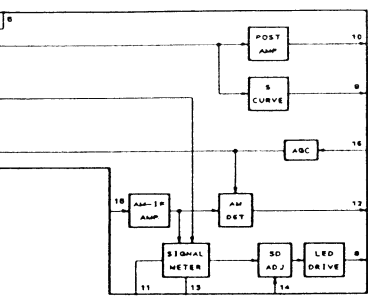 6
POST
AMP
10
S
CURVE
9
AGC
16
18
AM-IF
AMP
AM
DET
12
SIGNAL
METER
SD
ADJ
LED
DRIVE
8
11
13
14